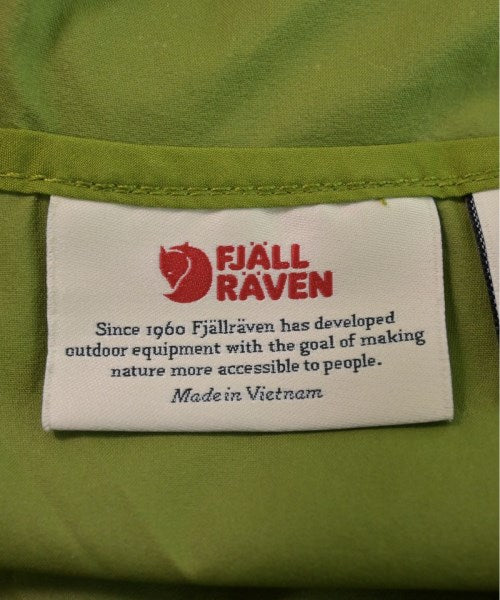 FJÄLL
RÄVEN
Since 1960 Fjällräven has developed
outdoor equipment with the goal of making
nature more accessible to people.
Made in Vietnam